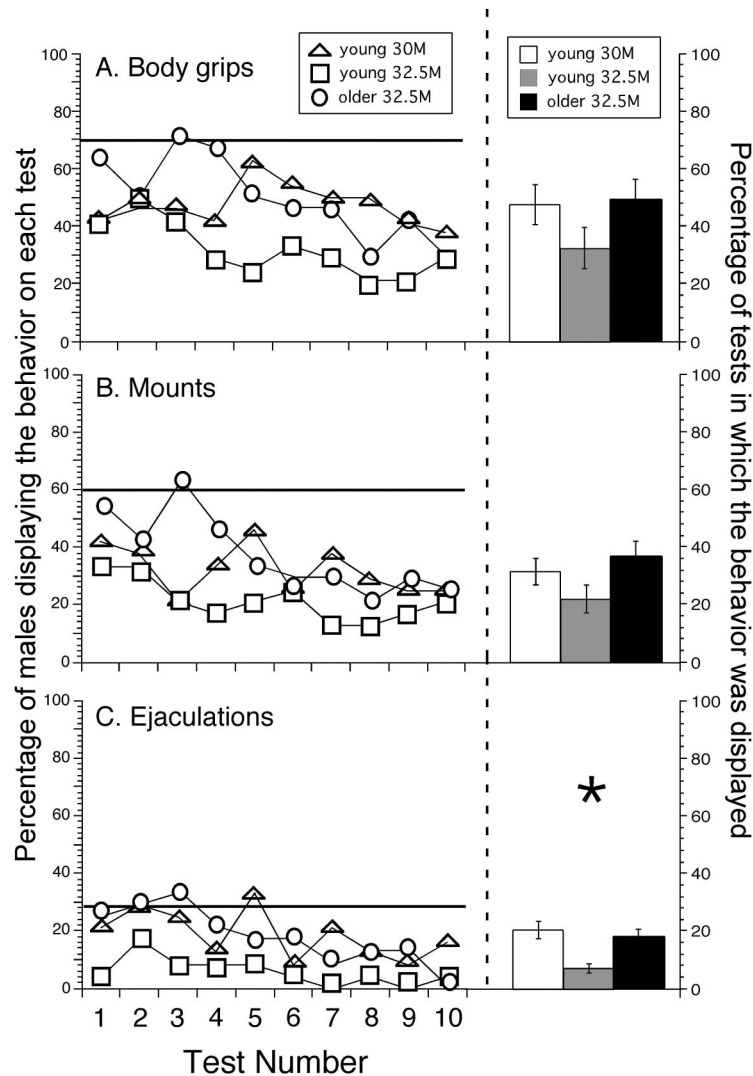 Percentage of males displaying the behavior on each test
A. Body grips
young 30M
young 32.5M
older 32.5M
100
80
60
40
20
0
young 30M
young 32.5M
older 32.5M
100
80
60
40
20
0
B. Mounts
100
80
60
40
20
0
100
80
60
40
20
0
C. Ejaculations
100
80
60
40
20
0
*
100
80
60
40
20
0
1 2 3 4 5 6 7 8 9 10
Test Number
Percentage of tests in which the behavior was displayed